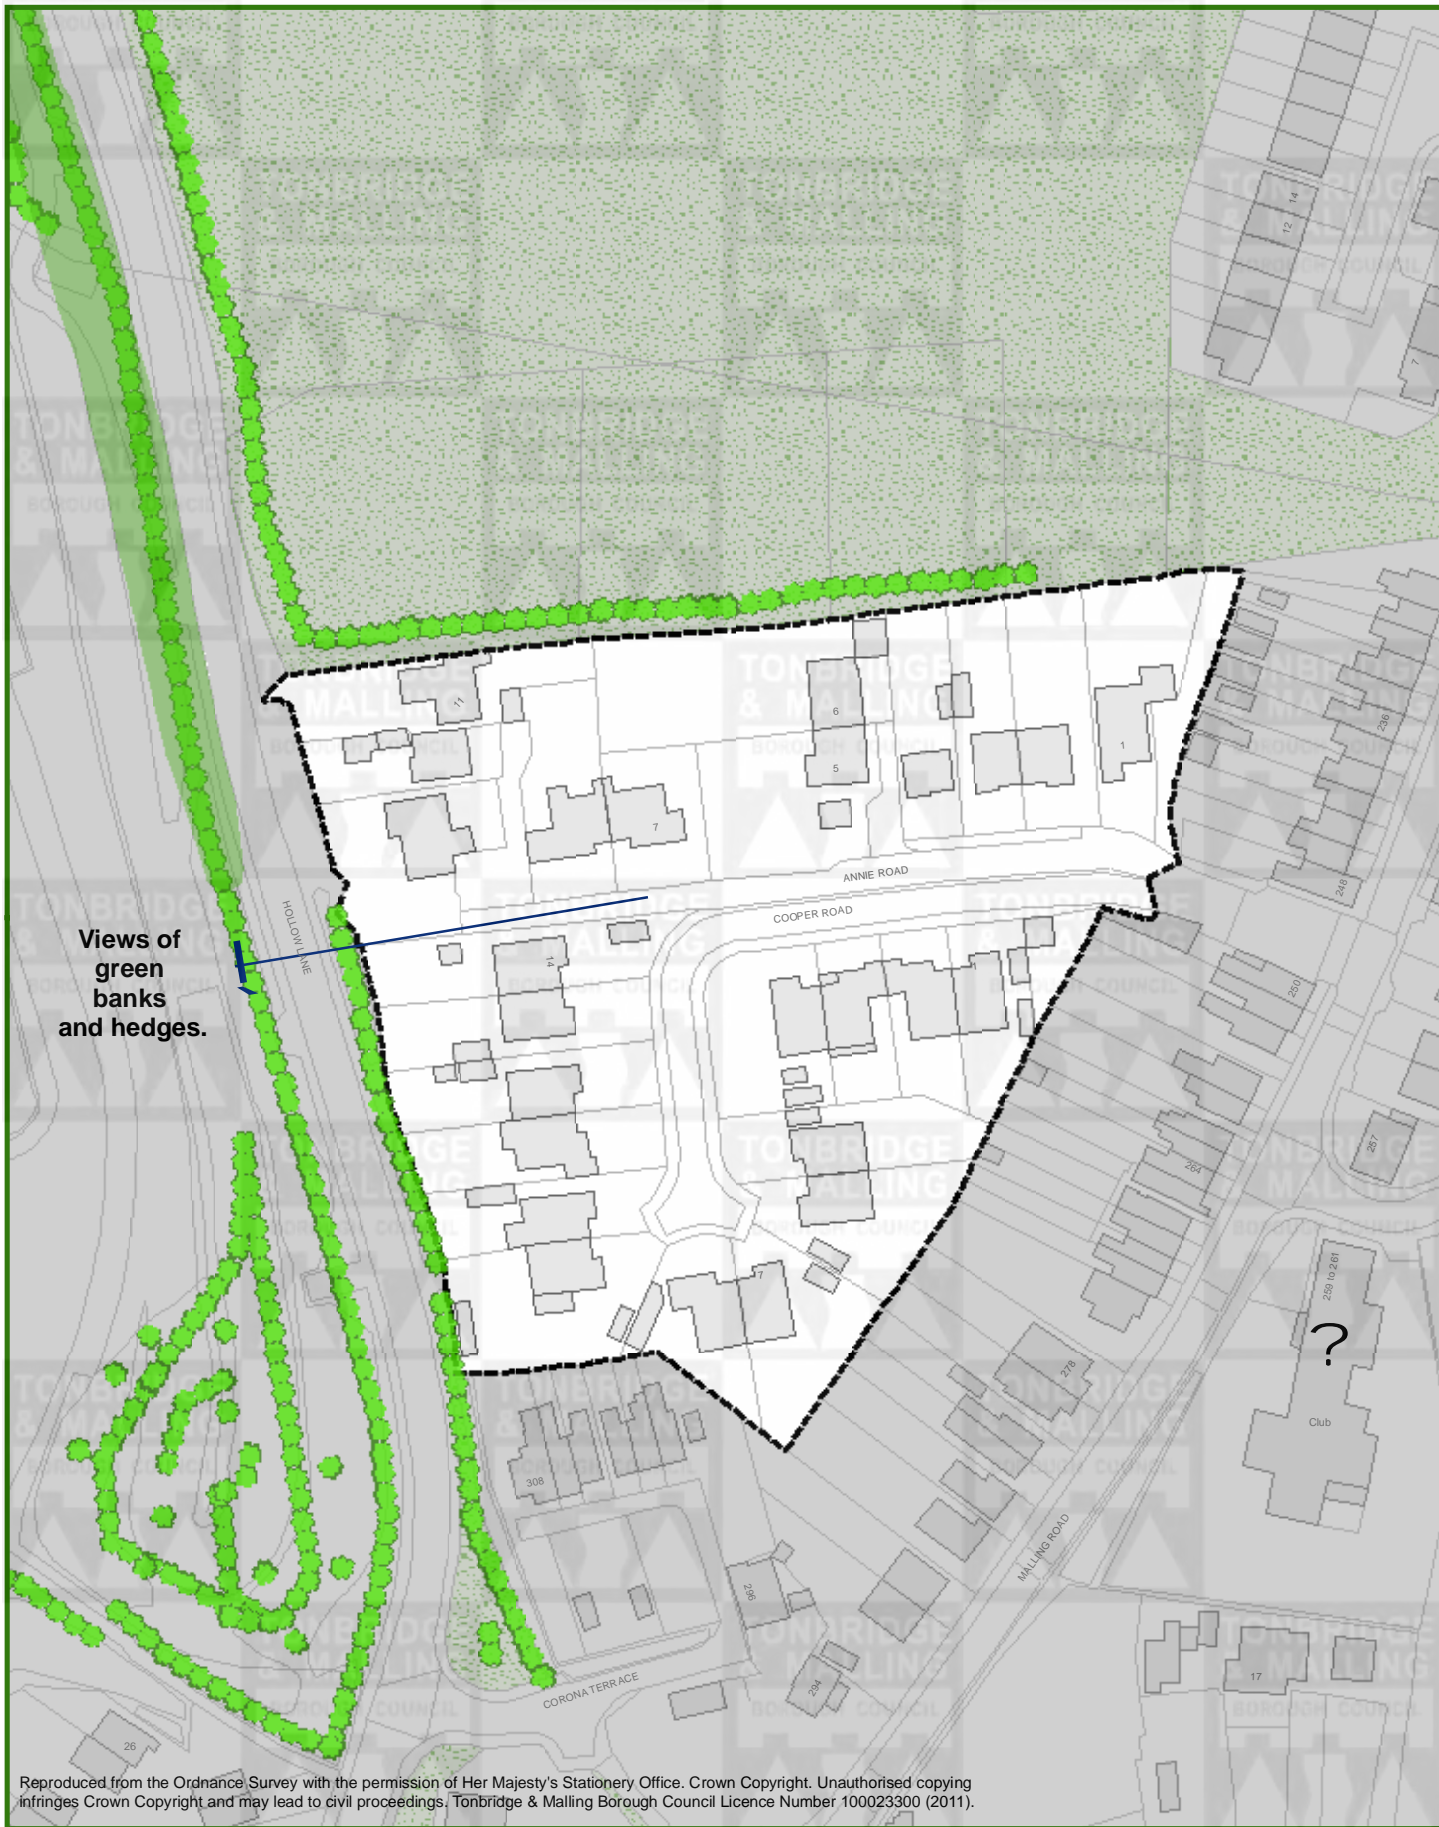 14
12
7
TONBRIDGE
& MALLING
BOROUGH COUNCIL
11
6
5
1
7
236
248
ANNIE ROAD
COOPER ROAD
HOLLOW LANE
Views of
green
banks
and hedges.
14
250
264
257
259 to 261
?
Club
7
278
308
MALLING ROAD
296
294
CORONA TERRACE
17
26
Reproduced from the Ordnance Survey with the permission of Her Majesty's Stationery Office. Crown Copyright. Unauthorised copying
infringes Crown Copyright and may lead to civil proceedings. Tonbridge & Malling Borough Council Licence Number 100023300 (2011).